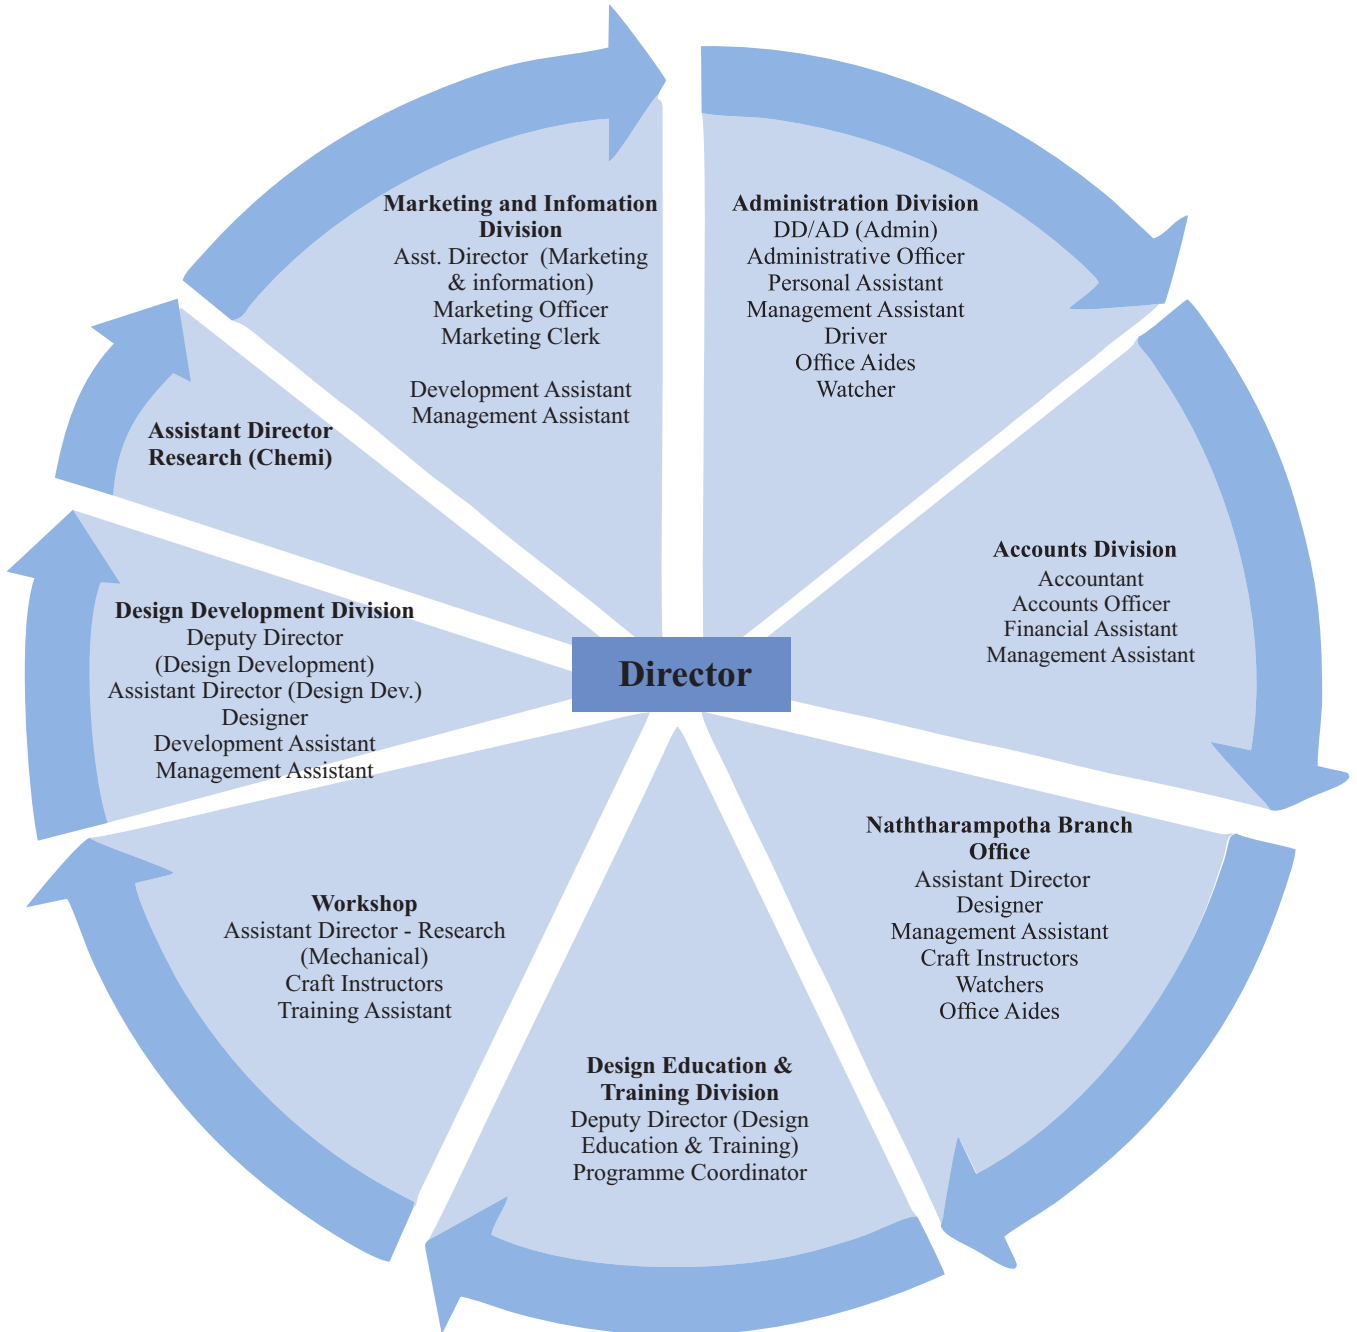 Marketing and Infomation
Division
Asst. Director  (Marketing
& information)
Marketing Officer
Marketing Clerk
Development Assistant
Management Assistant
Administration Division
DD/AD (Admin)
Administrative Officer
Personal Assistant
Management Assistant
Driver
Office Aides
Watcher
Assistant Director
Research (Chemi)
Accounts Division
Accountant
Accounts Officer
Financial Assistant
Management Assistant
Design Development Division
Deputy Director
(Design Development)
Assistant Director (Design Dev.)
Designer
Development Assistant
Management Assistant
Director
Naththarampotha Branch
Office
Assistant Director
Designer
Management Assistant
Craft Instructors
Watchers
Office Aides
Workshop
Assistant Director - Research
(Mechanical)
Craft Instructors
Training Assistant
Design Education &
Training Division
Deputy Director (Design
Education & Training)
Programme Coordinator